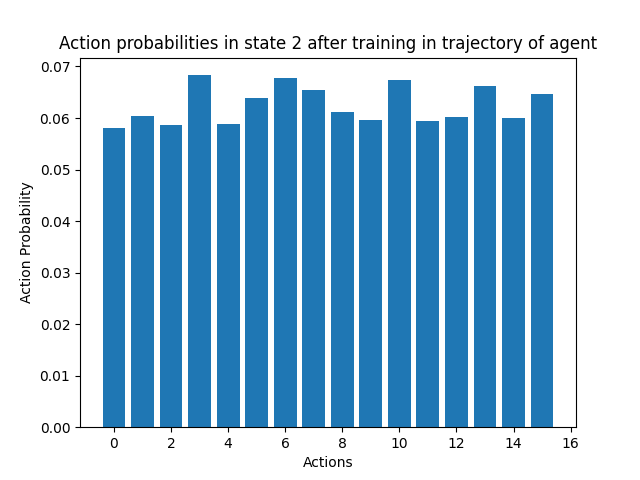 Action probabilities in state 2 after training in trajectory of agent
0.07
0.06
0.05
0.04
0.03
0.02
0.01
0.00
Action Probability
0 2 4 6 8 10 12 14 16
Actions